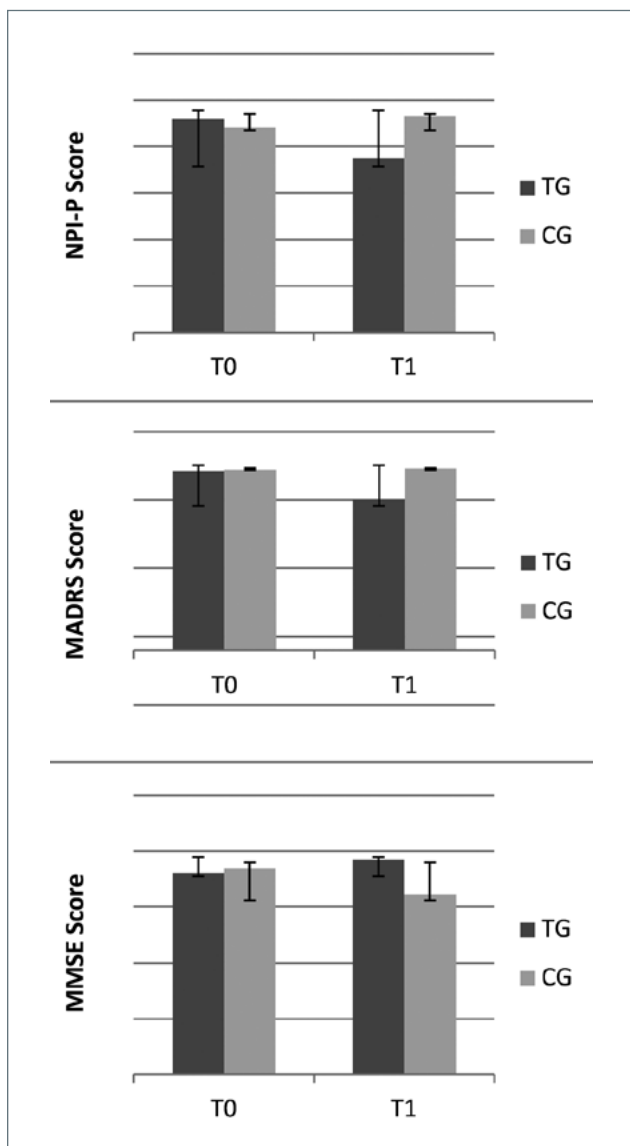 NPI-P Score
TG
CG
T0 T1
MADRS Score
TG
CG
T0 T1
MMSE Score
TG
CG
T0 T1